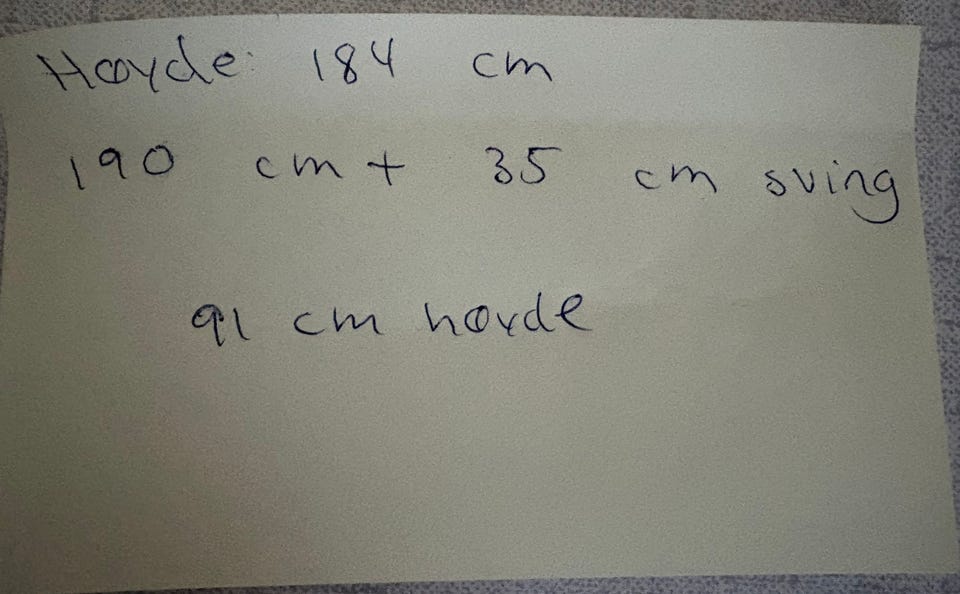 Høyde: 184 cm
190 cm + 35 cm sving
91 cm høyde